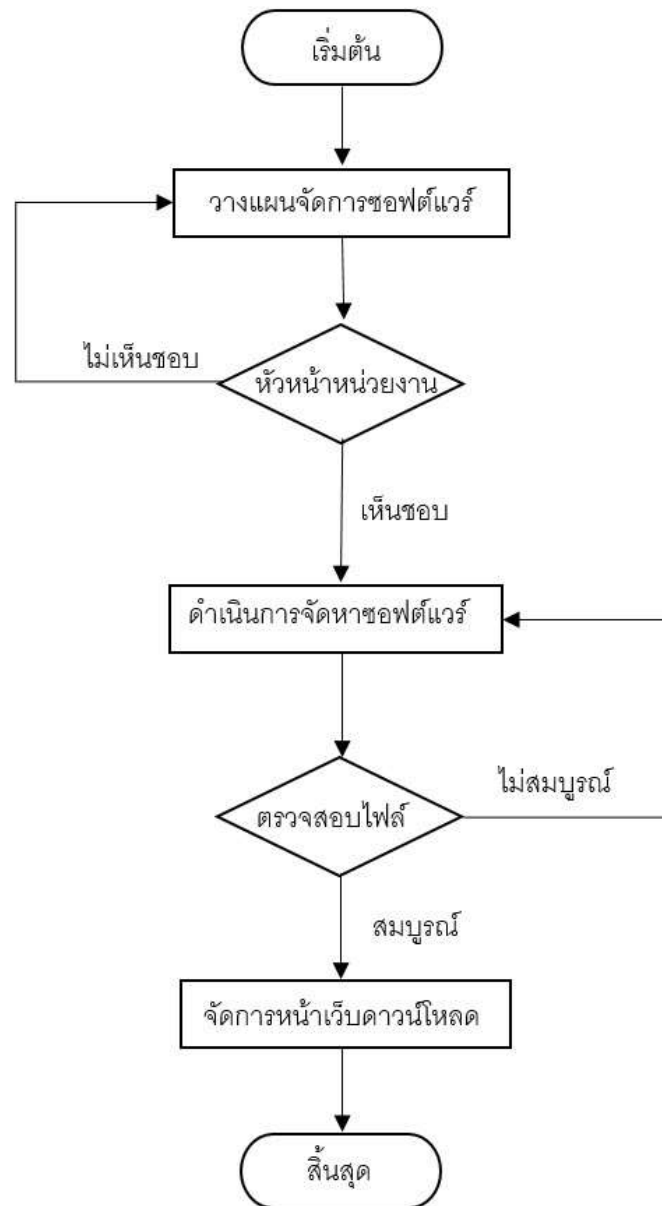 เริ่มต้น
วางแผนจัดการซอฟต์แวร์
ไม่เห็นชอบ
หัวหน้าหน่วยงาน
เห็นชอบ
ดำเนินการจัดหาซอฟต์แวร์
ไม่สมบูรณ์
ตรวจสอบไฟล์
สมบูรณ์
จัดการหน้าเว็บดาวน์โหลด
สิ้นสุด